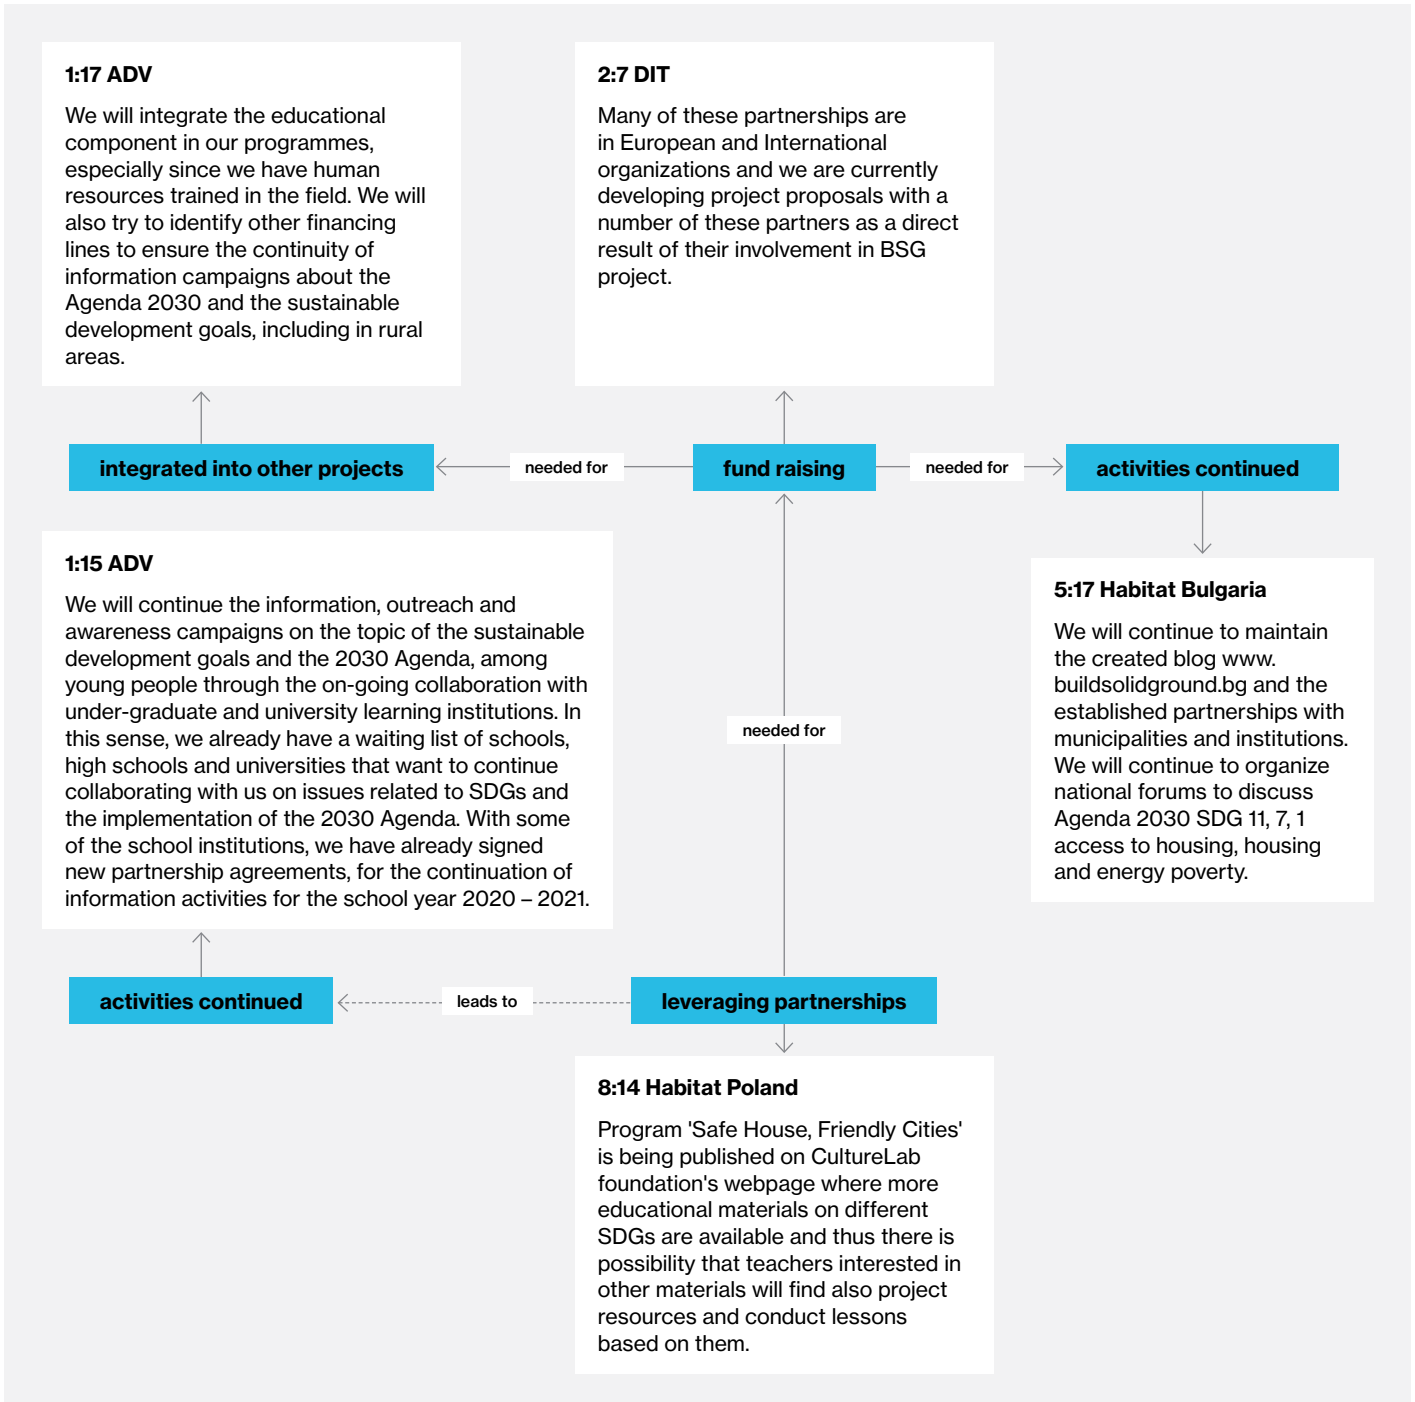 1:17 ADV
We will integrate the educational
component in our programmes,
especially since we have human
resources trained in the field. We will
also try to identify other financing
lines to ensure the continuity of
information campaigns about the
Agenda 2030 and the sustainable
development goals, including in rural
areas.
2:7 DIT
Many of these partnerships are
in European and International
organizations and we are currently
developing project proposals with a
number of these partners as a direct
result of their involvement in BSG
project.
integrated into other projects
needed for
fund raising
needed for
activities continued
1:15 ADV
We will continue the information, outreach and
awareness campaigns on the topic of the sustainable
development goals and the 2030 Agenda, among
young people through the on-going collaboration with
under-graduate and university learning institutions. In
this sense, we already have a waiting list of schools,
high schools and universities that want to continue
collaborating with us on issues related to SDGs and
the implementation of the 2030 Agenda. With some
of the school institutions, we have already signed
new partnership agreements, for the continuation of
information activities for the school year 2020 – 2021.
needed for
5:17 Habitat Bulgaria
We will continue to maintain
the created blog www.
buildsolidground.bg and the
established partnerships with
municipalities and institutions.
We will continue to organize
national forums to discuss
Agenda 2030 SDG 11, 7, 1
access to housing, housing
and energy poverty.
activities continued
leads to
leveraging partnerships
8:14 Habitat Poland
Program 'Safe House, Friendly Cities'
is being published on CultureLab
foundation's webpage where more
educational materials on different
SDGs are available and thus there is
possibility that teachers interested in
other materials will find also project
resources and conduct lessons
based on them.